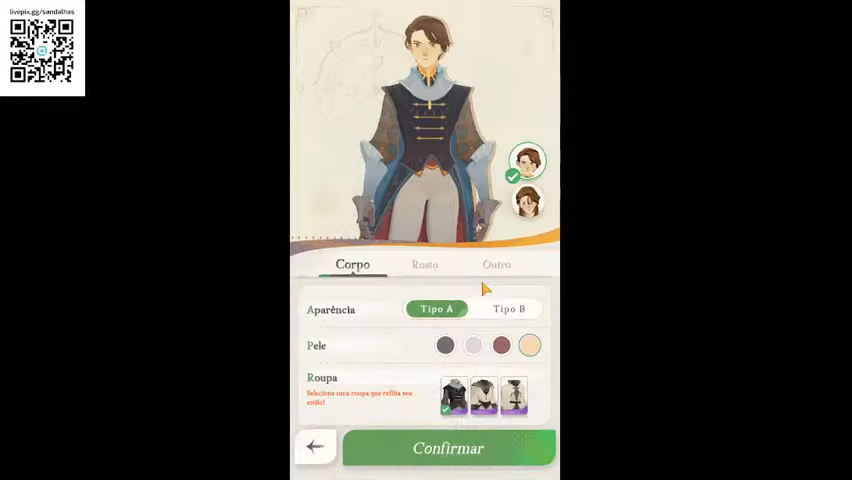 livepix.gg/sandalhas
Corpo
Rosto
Outro
Aparência
Tipo A
Tipo B
Pele
Roupa
Selecione uma roupa que reflita seu
estilo!
Confirmar